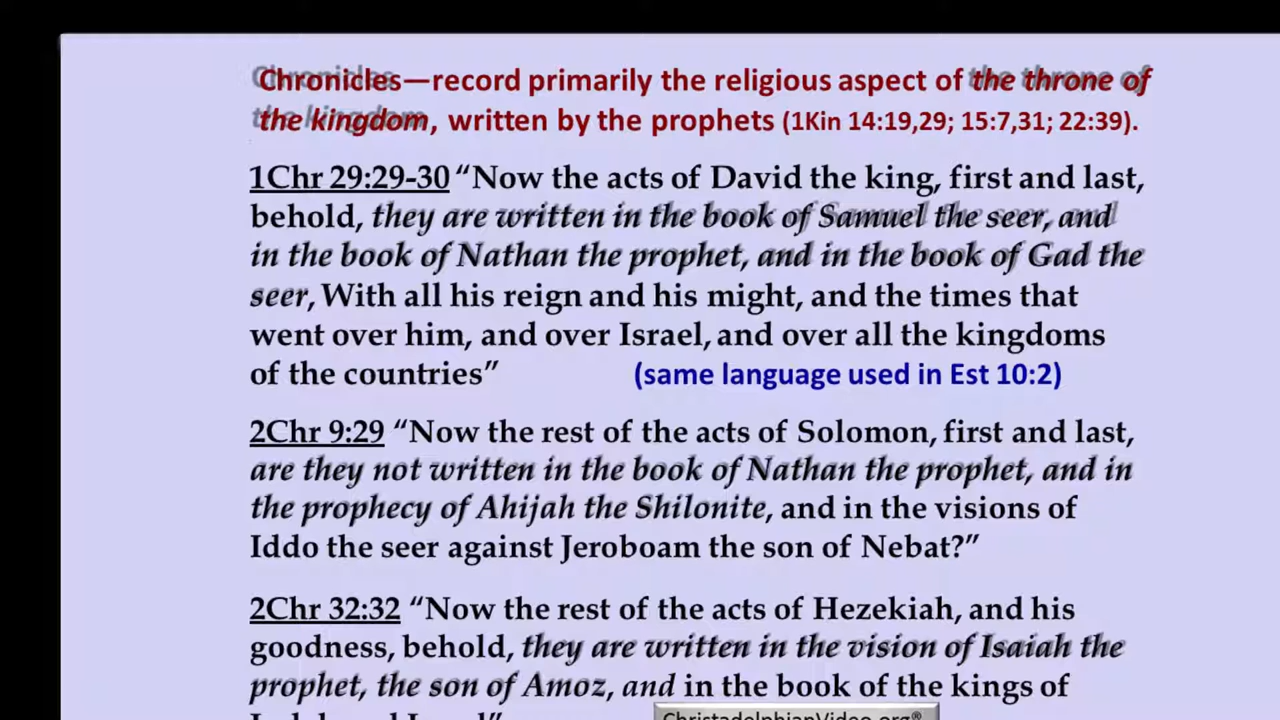 Chronicles—record primarily the religious aspect of the throne of
the kingdom, written by the prophets (1Kin 14:19,29; 15:7,31; 22:39).
1Chr 29:29-30 “Now the acts of David the king, first and last,
behold, they are written in the book of Samuel the seer, and
in the book of Nathan the prophet, and in the book of Gad the
seer, With all his reign and his might, and the times that
went over him, and over Israel, and over all the kingdoms
of the countries” (same language used in Est 10:2)
2Chr 9:29 “Now the rest of the acts of Solomon, first and last,
are they not written in the book of Nathan the prophet, and in
the prophecy of Ahijah the Shilonite, and in the visions of
Iddo the seer against Jeroboam the son of Nebat?”
2Chr 32:32 “Now the rest of the acts of Hezekiah, and his
goodness, behold, they are written in the vision of Isaiah the
prophet, the son of Amoz, and in the book of the kings of
ChristadelphianVideo.org®